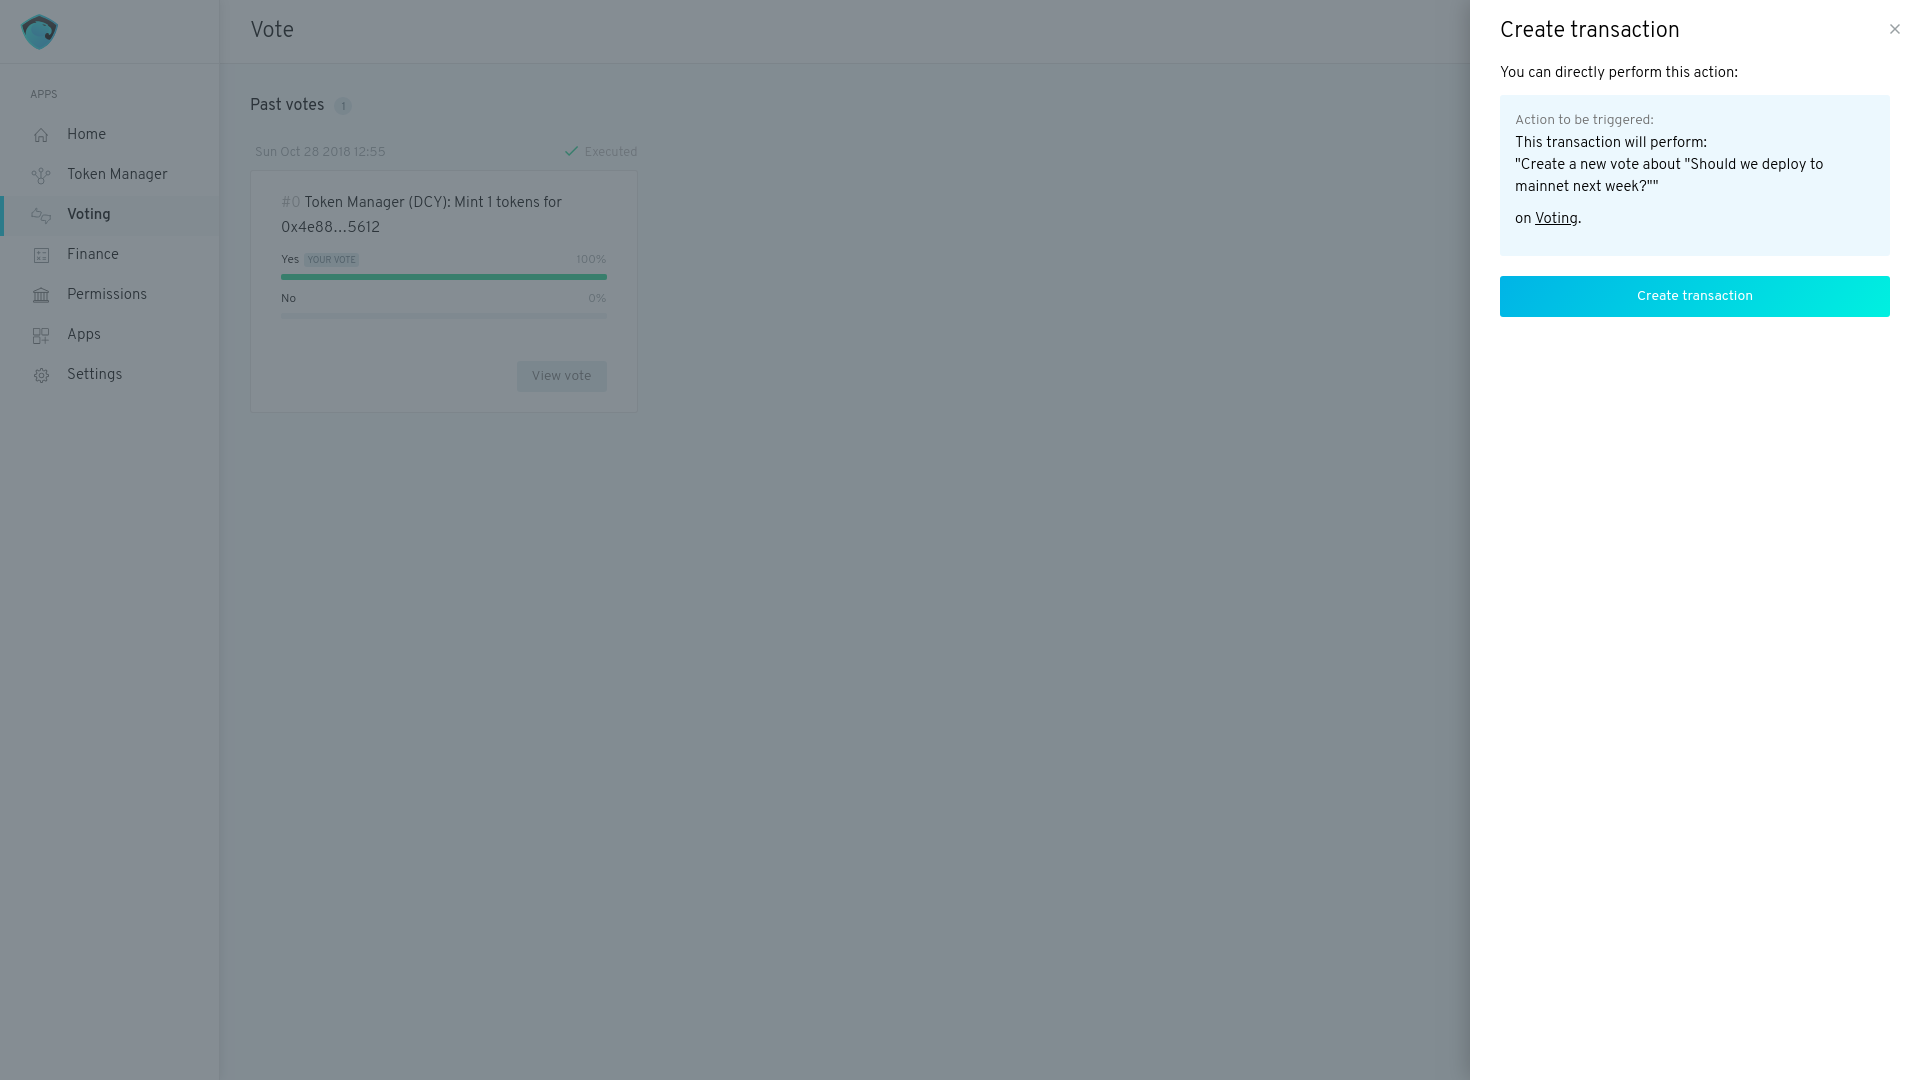 APPS
Home
Token Manager
Voting
Finance
Permissions
Apps
Settings
Vote
Past votes 1
Sun Oct 28 2018 12:55
Executed
#0 Token Manager (DCY): Mint 1 tokens for
0x4e88...5612
Yes YOUR VOTE 100%
No 0%
View vote
Create transaction
You can directly perform this action:
Action to be triggered:
This transaction will perform:
"Create a new vote about "Should we deploy to
mainnet next week?""
on Voting.
Create transaction